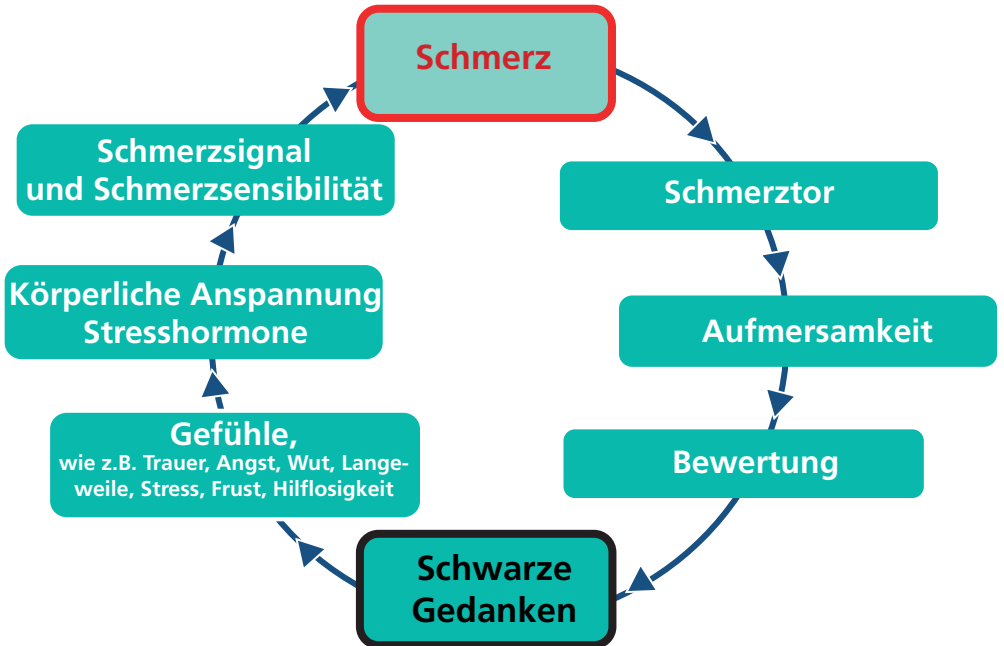 Schmerz
Schmerztor
Aufmersamkeit
Bewertung
Schwarze
Gedanken
Gefühle,
wie z.B. Trauer, Angst, Wut, Lange-
weile, Stress, Frust, Hilflosigkeit
Körperliche Anspannung
Stresshormone
Schmerzsignal
und Schmerzsensibilität